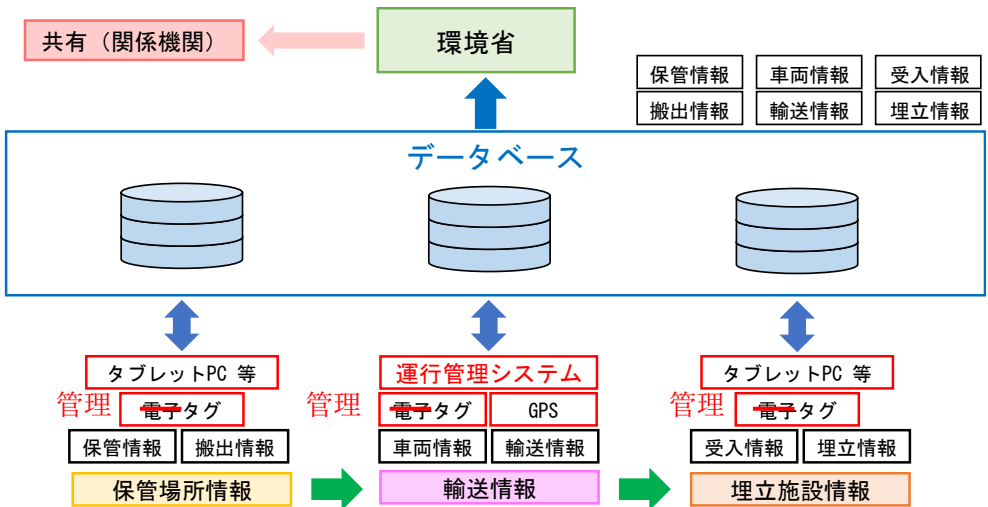 共有（関係機関）
環境省
保管情報 車両情報 受入情報
搬出情報 輸送情報 埋立情報
データベース
タブレットPC 等 運行管理システム タブレットPC 等
管理 電子タグ 管理 電子タグ GPS 管理 電子タグ
保管情報 搬出情報 車両情報 輸送情報 受入情報 埋立情報
保管場所情報 輸送情報 埋立施設情報